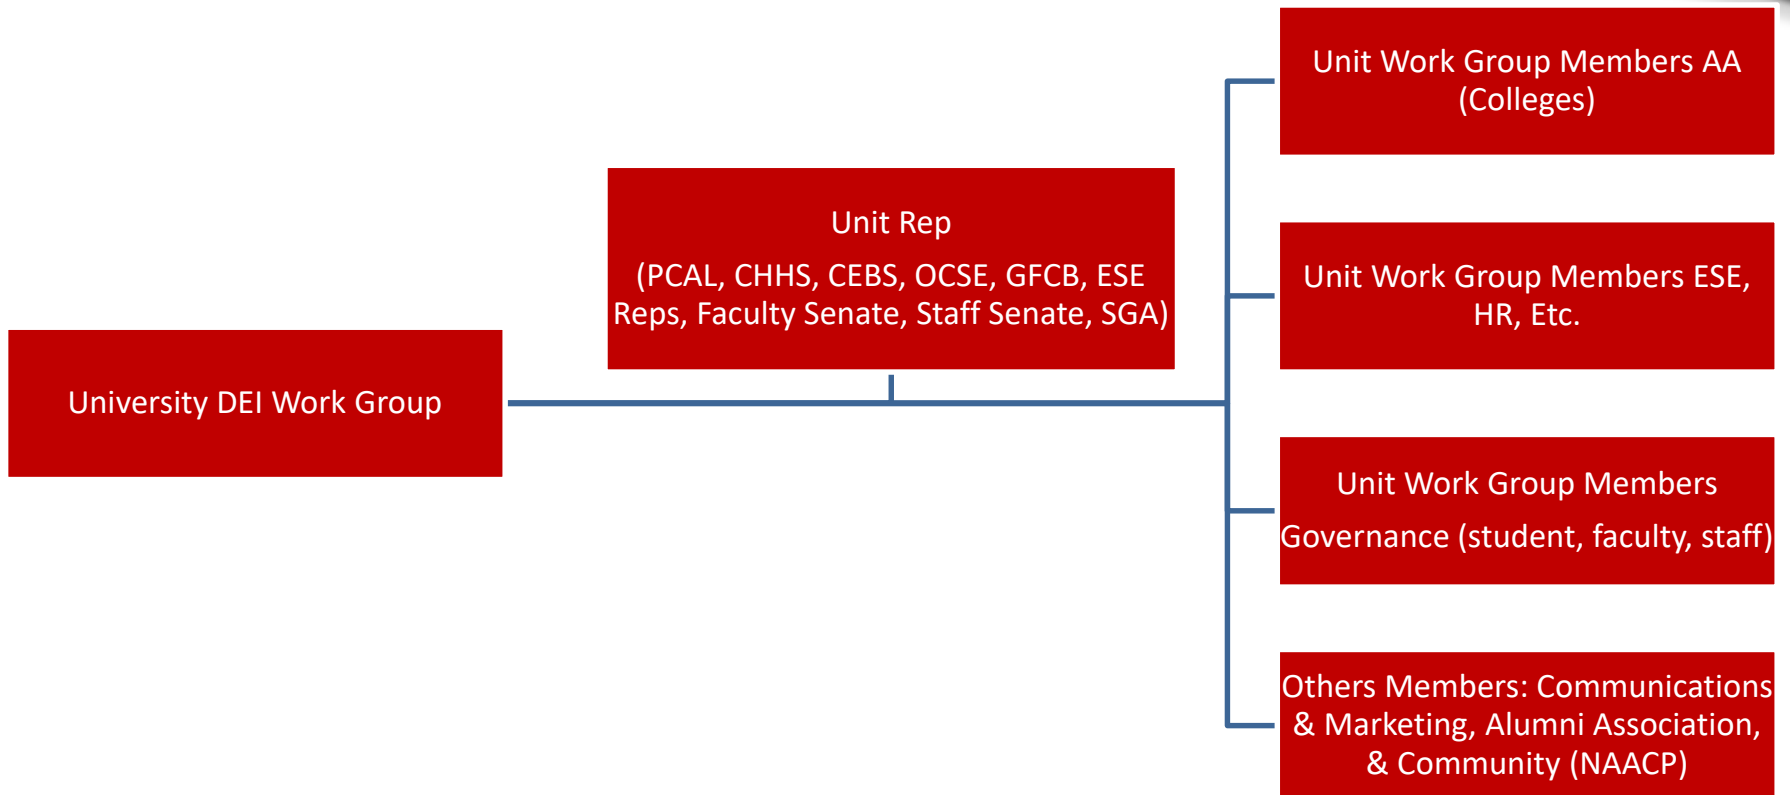 University DEI Work Group
Unit Rep
(PCAL, CHHS, CEBS, OCSE, GFCB, ESE
Reps, Faculty Senate, Staff Senate, SGA)
Unit Work Group Members AA
(Colleges)
Unit Work Group Members ESE,
HR, Etc.
Unit Work Group Members
Governance (student, faculty, staff)
Others Members: Communications
& Marketing, Alumni Association,
& Community (NAACP)